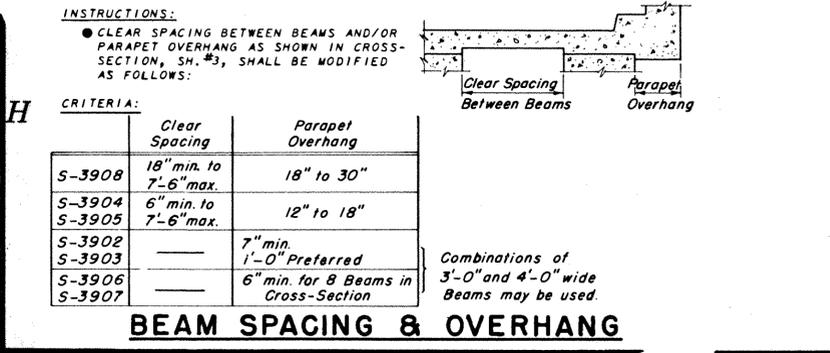 INSTRUCTIONS:
● CLEAR SPACING BETWEEN BEAMS AND/OR
PARAPET OVERHANG AS SHOWN IN CROSS-
SECTION, SH. #3, SHALL BE MODIFIED
AS FOLLOWS:
Clear Spacing
Between Beams
Parapet
Overhang
H
CRITERIA:
Clear
Spacing
Parapet
Overhang
S-3908
18" min. to
7'-6" max.
18" to 30"
S-3904
S-3905
6" min. to
7'-6" max.
12" to 18"
S-3902
S-3903
7" min.
1'-0" Preferred
S-3906
S-3907
6" min. for 8 Beams in
Cross-Section
Combinations of
3'-0" and 4'-0" wide
Beams may be used.
BEAM SPACING & OVERHANG